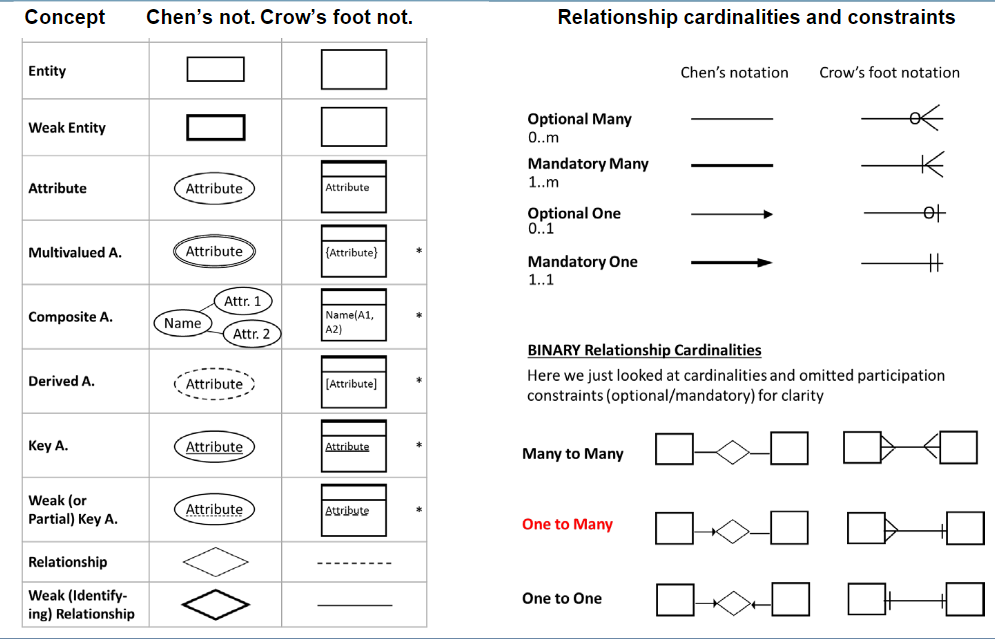 Concept
Chen's not.
Crow's foot not.
Entity
Weak Entity
Attribute
Attribute
Attribute
Multivalued A.
Attribute
{Attribute}
*
Composite A.
Name
Attr. 1
Attr. 2
Name(A1,
A2)
*
Derived A.
Attribute
[Attribute]
*
Key A.
Attribute
Attribute
*
Weak (or
Partial) Key A.
Attribute
Attribute
*
Relationship
Weak (Identify-
ing) Relationship
Relationship cardinalities and constraints
Chen's notation
Crow's foot notation
Optional Many
0..m
Mandatory Many
1..m
Optional One
0..1
Mandatory One
1..1
BINARY Relationship Cardinalities
Here we just looked at cardinalities and omitted participation
constraints (optional/mandatory) for clarity
Many to Many
One to Many
One to One